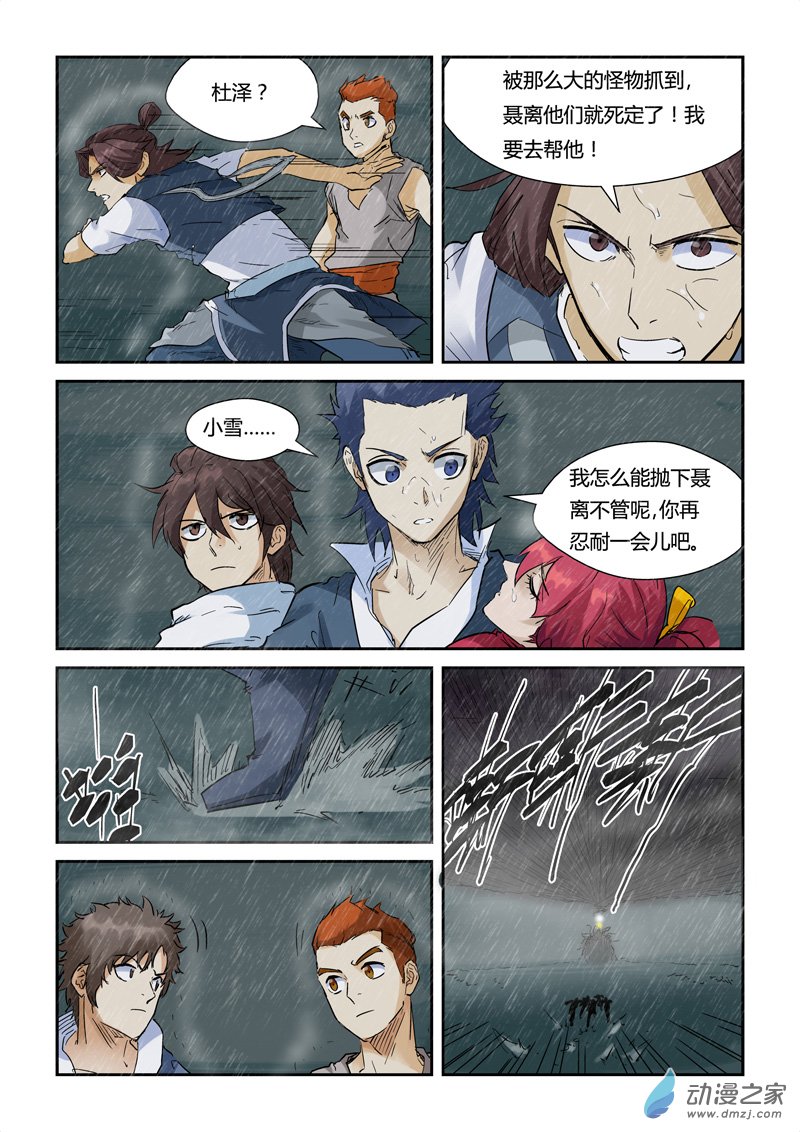 杜泽？
被那么大的怪物抓到，
聂离他们就死定了！我
要去帮他！
小雪……
我怎么能抛下聂
离不管呢，你再
忍耐一会儿吧。
动漫之家
www.dmzj.com